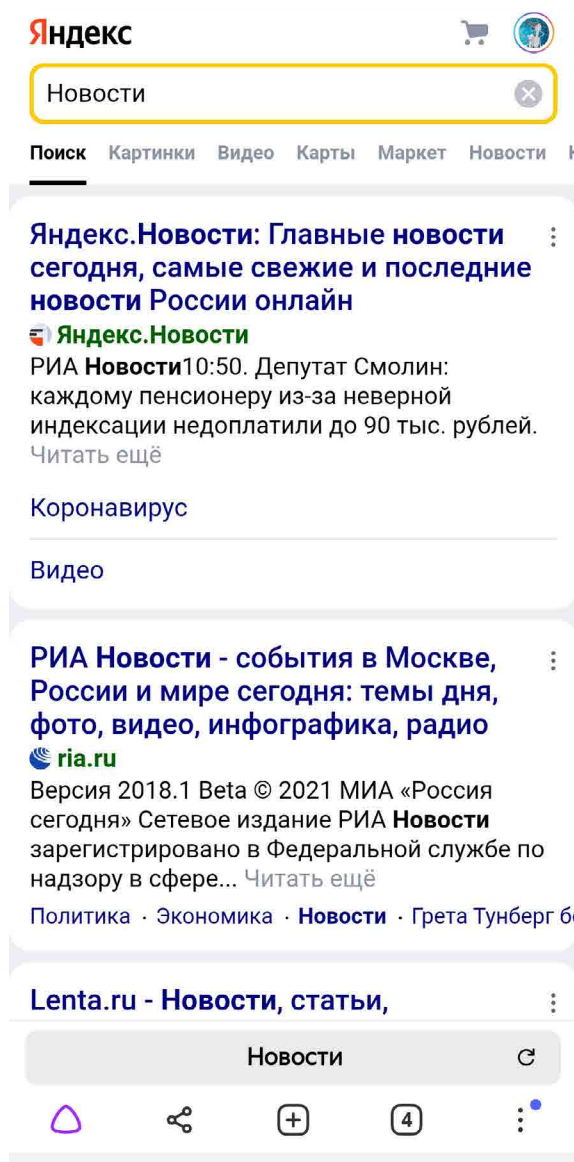 Яндекс
Новости
Поиск Картинки Видео Карты Маркет Новости
Яндекс.Новости: Главные новости
сегодня, самые свежие и последние
новости России онлайн
Яндекс.Новости
РИА Новости10:50. Депутат Смолин:
каждому пенсионеру из-за неверной
индексации недоплатили до 90 тыс. рублей.
Читать ещё
Коронавирус
Видео
РИА Новости - события в Москве,
России и мире сегодня: темы дня,
фото, видео, инфографика, радио
ria.ru
Версия 2018.1 Beta © 2021 МИА «Россия
сегодня» Сетевое издание РИА Новости
зарегистрировано в Федеральной службе по
надзору в сфере... Читать ещё
Политика · Экономика · Новости · Грета Тунберг
Lenta.ru - Новости, статьи,
Новости
4